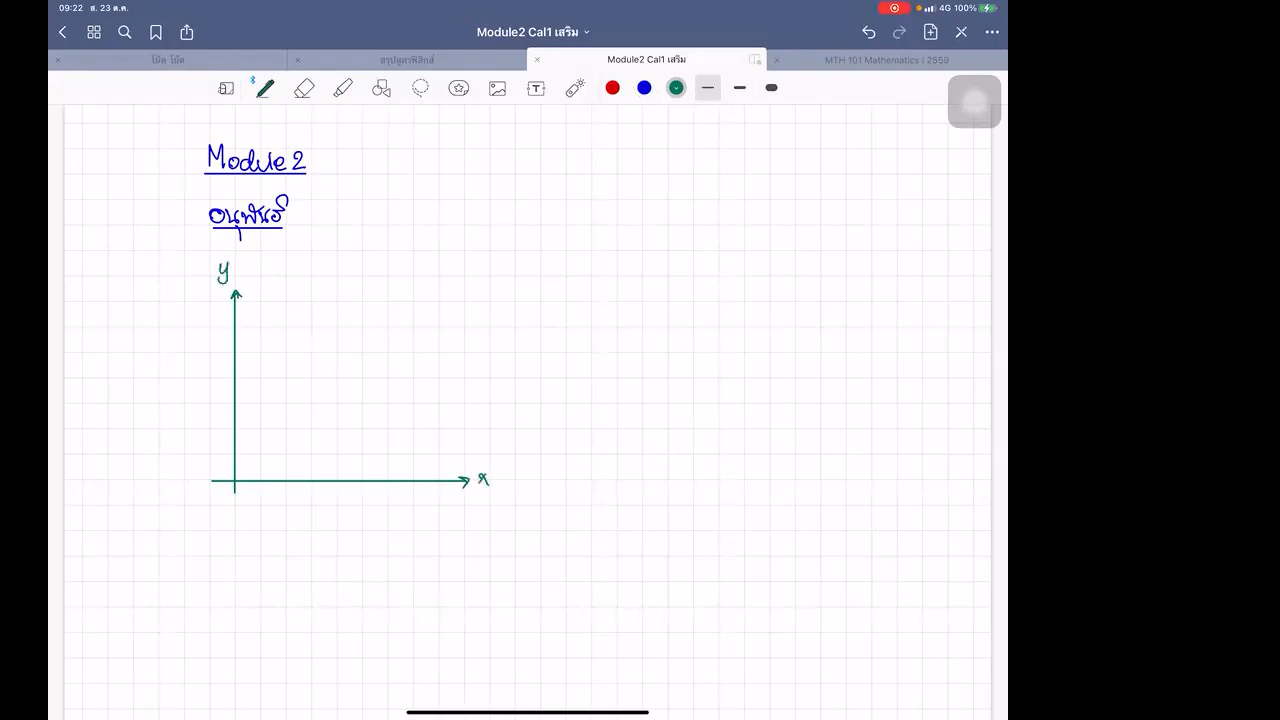 09:22 ส. 23 ต.ค.
4G 100%
Module2 Cal1 เสริม
โน้ต โน้ต
สรุปสูตรฟิสิกส์
Module2 Cal1 เสริม
MTH 101 Mathematics I 2559
T
Module 2
อนุพันธ์
y
x